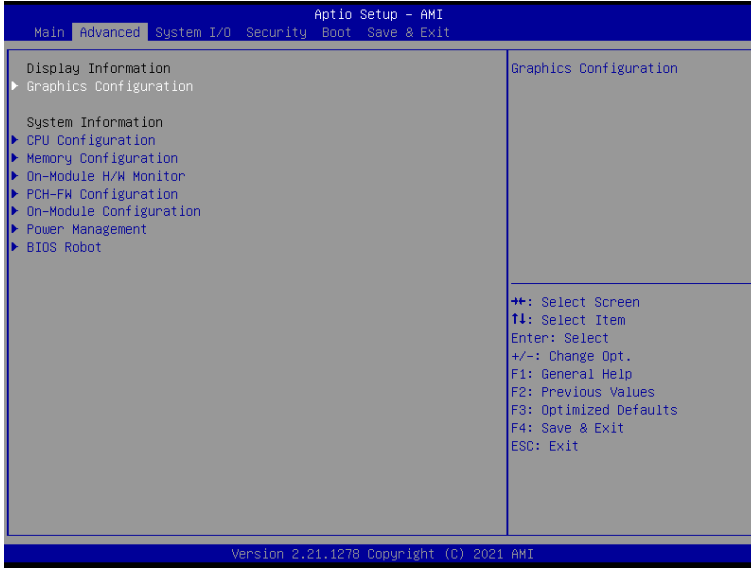 Aptio Setup – AMI
Main Advanced System I/O Security Boot Save & Exit
Display Information
Graphics Configuration
System Information
CPU Configuration
Memory Configuration
On-Module H/W Monitor
PCH-FW Configuration
On-Module Configuration
Power Management
BIOS Robot
Graphics Configuration
→←: Select Screen
↑↓: Select Item
Enter: Select
+/-: Change Opt.
F1: General Help
F2: Previous Values
F3: Optimized Defaults
F4: Save & Exit
ESC: Exit
Version 2.21.1278 Copyright (C) 2021 AMI